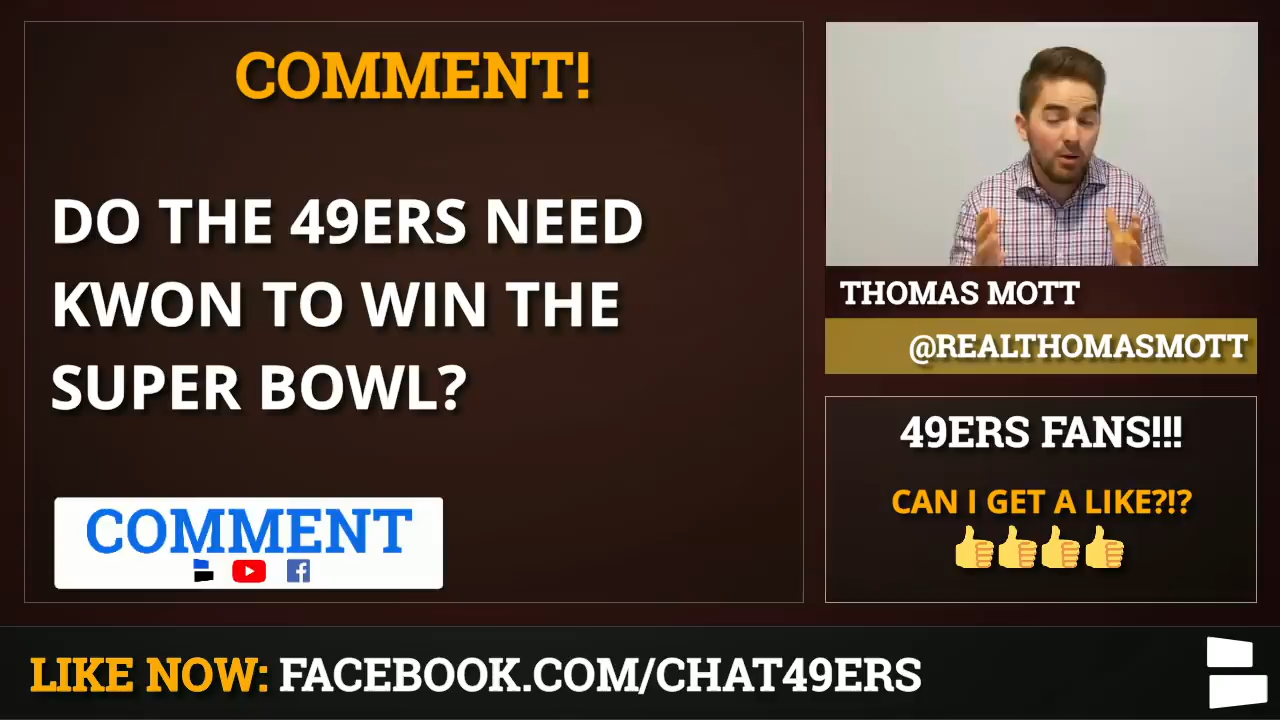 COMMENT!
DO THE 49ERS NEED
KWON TO WIN THE
SUPER BOWL?
COMMENT
THOMAS MOTT
@REALTHOMASMOTT
49ERS FANS!!!
CAN I GET A LIKE?!?
LIKE NOW: FACEBOOK.COM/CHAT49ERS